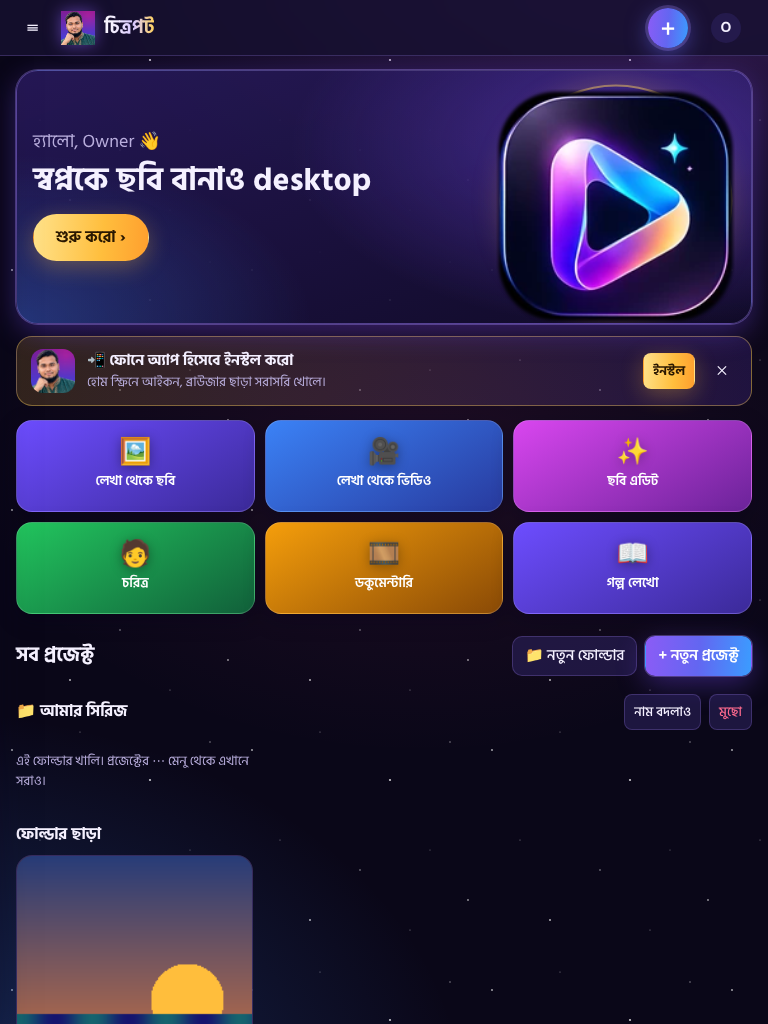 চিত্রপট
+
O
হ্যালো, Owner 👋
স্বপ্নকে ছবি বানাও desktop
শুরু করো ›
📲 ফোনে অ্যাপ হিসেবে ইনস্টল করো
হোম স্ক্রিনে আইকন, ব্রাউজার ছাড়া সরাসরি খোলে।
ইনস্টল
×
লেখা থেকে ছবি
লেখা থেকে ভিডিও
ছবি এডিট
চরিত্র
ডকুমেন্টারি
গল্প লেখো
সব প্রজেক্ট
📁 নতুন ফোল্ডার
+ নতুন প্রজেক্ট
📁 আমার সিরিজ
নাম বদলাও
মুছো
এই ফোল্ডার খালি। প্রজেক্টের ⋯ মেনু থেকে এখানে
সরাও।
ফোল্ডার ছাড়া